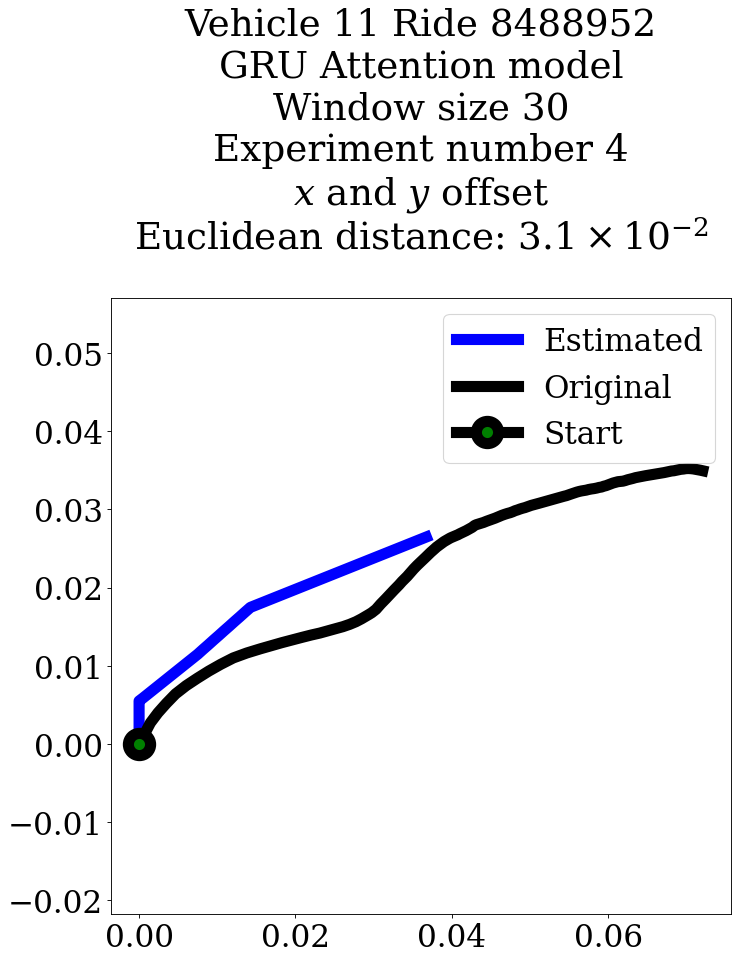 Vehicle 11 Ride 8488952
GRU Attention model
Window size 30
Experiment number 4
x and y offset
Euclidean distance: 3.1 × 10⁻²
Estimated
Original
Start
0.05
0.04
0.03
0.02
0.01
0.00
−0.01
−0.02
0.00 0.02 0.04 0.06